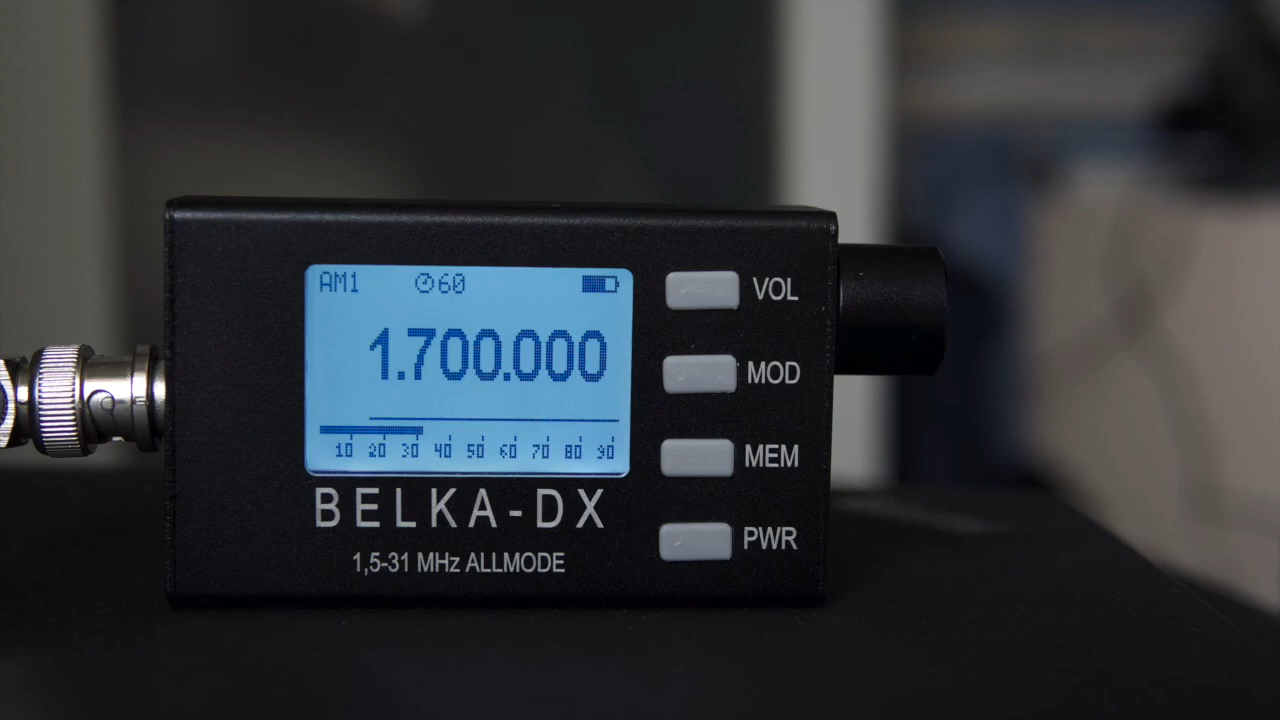 AM1 60
1.700.000
10 20 30 40 50 60 70 80 90
BELKA-DX
1,5-31 MHz ALLMODE
VOL
MOD
MEM
PWR